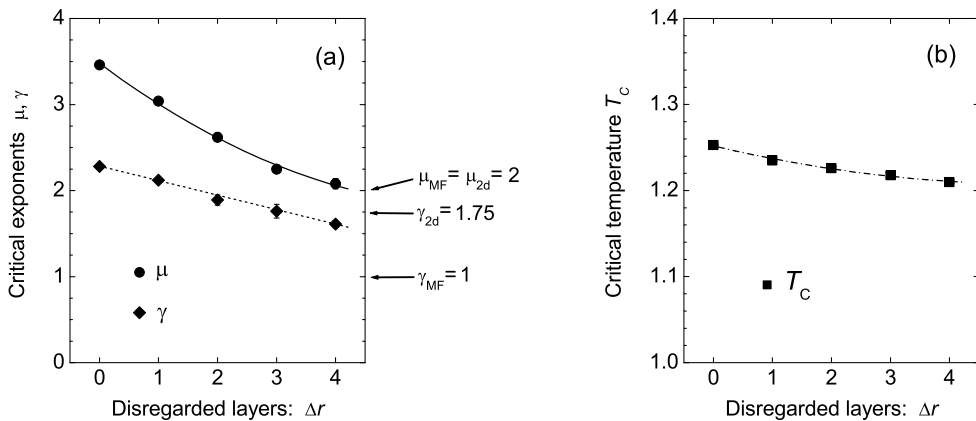 (a)
Critical exponents μ, γ
4
3
2
1
0
μMF = μ2d = 2
γ2d = 1.75
γMF = 1
μ
γ
0 1 2 3 4
Disregarded layers: Δr
(b)
Critical temperature TC
1.4
1.3
1.2
1.1
1.0
TC
0 1 2 3 4
Disregarded layers: Δr